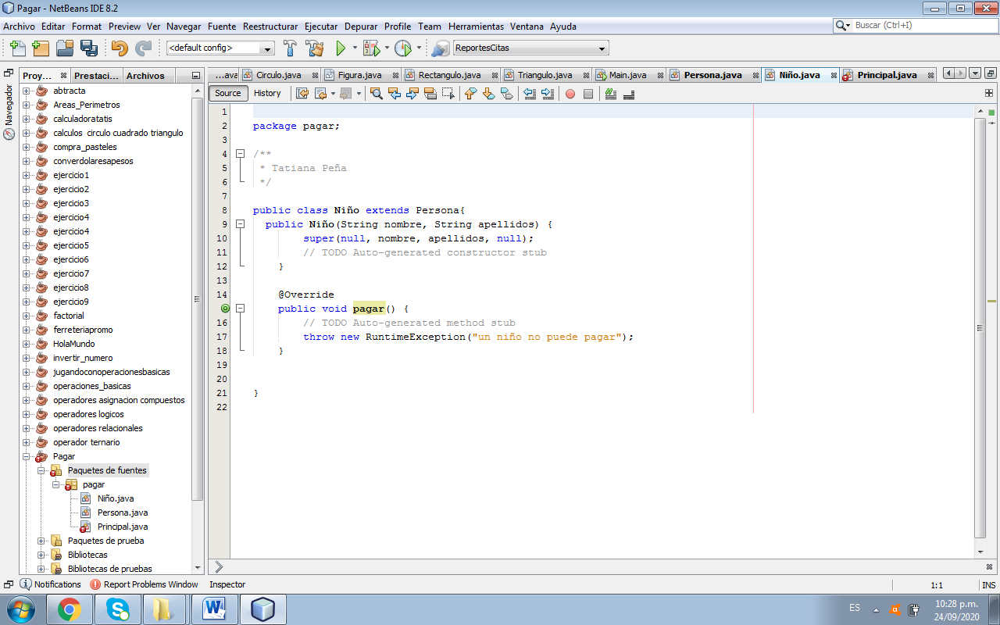 Pagar - NetBeans IDE 8.2
Archivo Editar Format Preview Ver Navegar Fuente Reestructurar Ejecutar Depurar Profile Team Herramientas Ventana Ayuda
Buscar (Ctrl+I)
<default config>
ReportesCitas
Proy... Prestaci... Archivos
...ava Circulo.java Figura.java Rectangulo.java Triangulo.java Main.java Persona.java Niño.java Principal.java
Navegador
Source History
abtracta
Areas_Perimetros
calculadoratatis
calculos circulo cuadrado triangulo
compra_pasteles
converdolaresapesos
ejercicio1
ejercicio2
ejercicio3
ejercicio4
ejercicio4
ejercicio5
ejercicio6
ejercicio7
ejercicio8
ejercicio9
factorial
ferreteriapromo
HolaMundo
invertir_numero
jugandoconoperacionesbasicas
operaciones_basicas
operadores asignacion compuestos
operadores logicos
operadores relacionales
operador ternario
Pagar
Paquetes de fuentes
pagar
Niño.java
Persona.java
Principal.java
Paquetes de prueba
Bibliotecas
Bibliotecas de pruebas
1
2 package pagar;
3
4 /**
5 * Tatiana Peña
6 */
7
8 public class Niño extends Persona{
9 public Niño(String nombre, String apellidos) {
10 super(null, nombre, apellidos, null);
11 // TODO Auto-generated constructor stub
12 }
13
14 @Override
public void pagar() {
16 // TODO Auto-generated method stub
17 throw new RuntimeException("un niño no puede pagar");
18 }
19
20
21 }
22
Notifications Report Problems Window Inspector
1:1 INS
ES
10:28 p.m.
24/09/2020